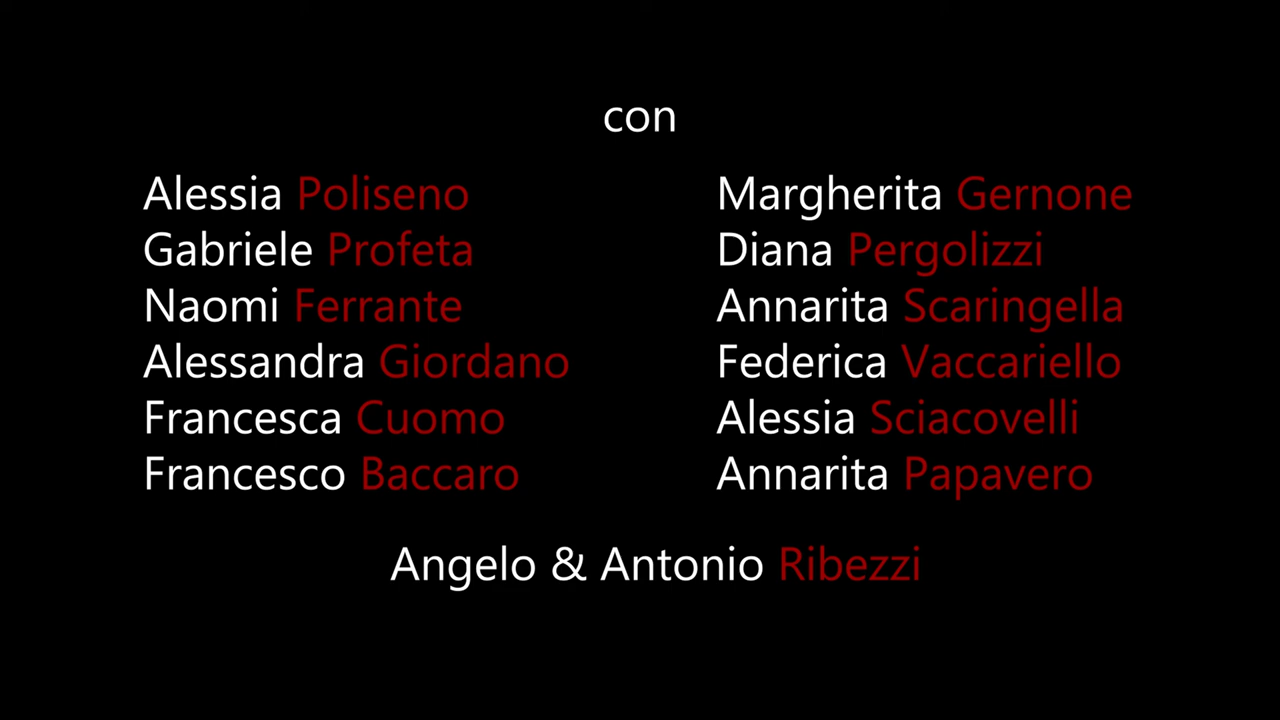 con
Alessia Poliseno
Gabriele Profeta
Naomi Ferrante
Alessandra Giordano
Francesca Cuomo
Francesco Baccaro
Margherita Gernone
Diana Pergolizzi
Annarita Scaringella
Federica Vaccariello
Alessia Sciacovelli
Annarita Papavero
Angelo & Antonio Ribezzi